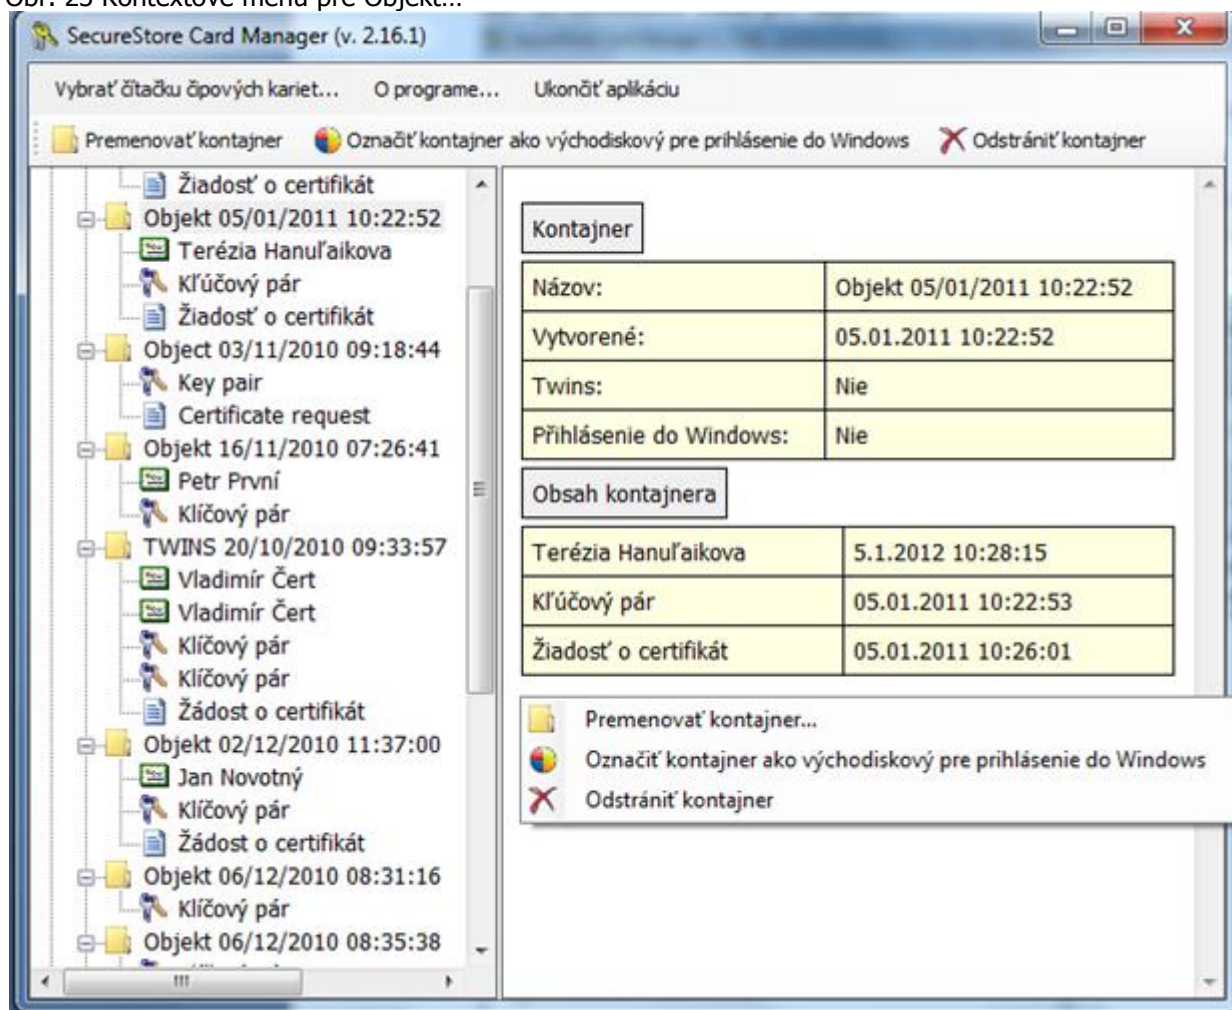 Obr. 23 Kontextové menu pre Objekt...
SecureStore Card Manager (v. 2.16.1)
Vybrať čítačku čipových kariet... O programe... Ukončiť aplikáciu
Premenovať kontajner Označiť kontajner ako východiskový pre prihlásenie do Windows Odstrániť kontajner
Žiadosť o certifikát
Objekt 05/01/2011 10:22:52
Terézia Hanuľaikova
Kľúčový pár
Žiadosť o certifikát
Object 03/11/2010 09:18:44
Key pair
Certificate request
Objekt 16/11/2010 07:26:41
Petr První
Klíčový pár
TWINS 20/10/2010 09:33:57
Vladimír Čert
Vladimír Čert
Klíčový pár
Klíčový pár
Žádost o certifikát
Objekt 02/12/2010 11:37:00
Jan Novotný
Klíčový pár
Žádost o certifikát
Objekt 06/12/2010 08:31:16
Klíčový pár
Objekt 06/12/2010 08:35:38
Kontajner
Názov: Objekt 05/01/2011 10:22:52
Vytvorené: 05.01.2011 10:22:52
Twins: Nie
Přihlásenie do Windows: Nie
Obsah kontajnera
Terézia Hanuľaikova 5.1.2012 10:28:15
Kľúčový pár 05.01.2011 10:22:53
Žiadosť o certifikát 05.01.2011 10:26:01
Premenovať kontajner...
Označiť kontajner ako východiskový pre prihlásenie do Windows
Odstrániť kontajner